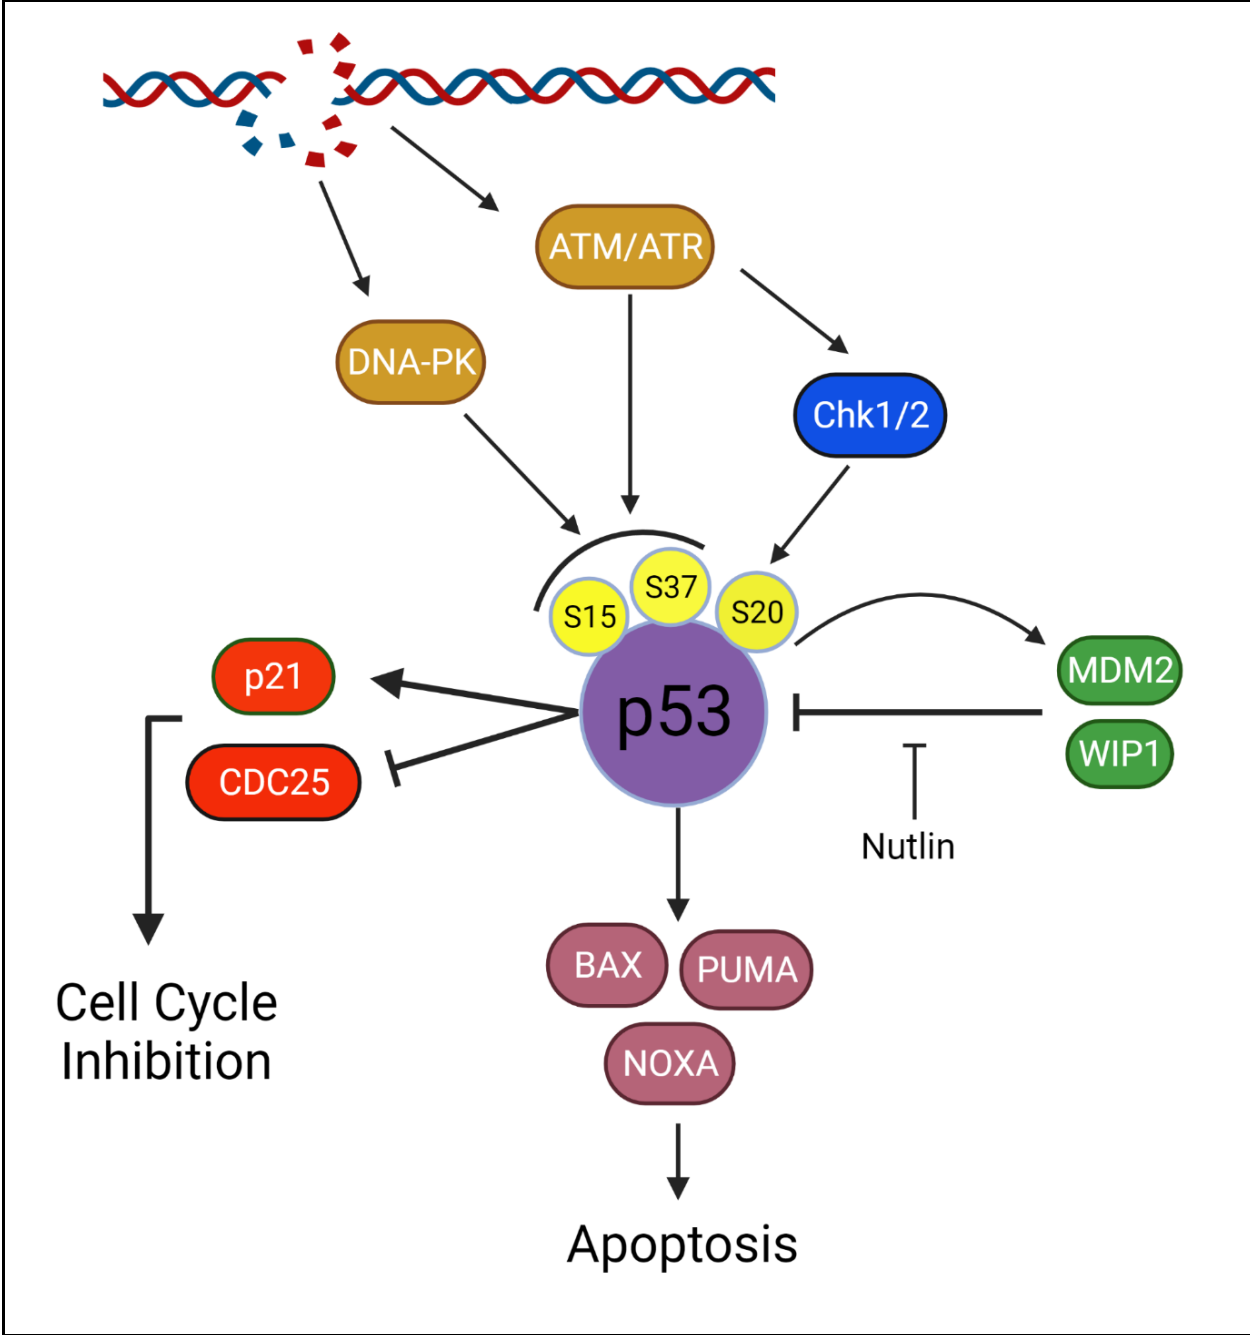 ATM/ATR
DNA-PK
Chk1/2
S37
S15
S20
p21
MDM2
p53
CDC25
WIP1
Nutlin
BAX
PUMA
NOXA
Cell Cycle
Inhibition
Apoptosis